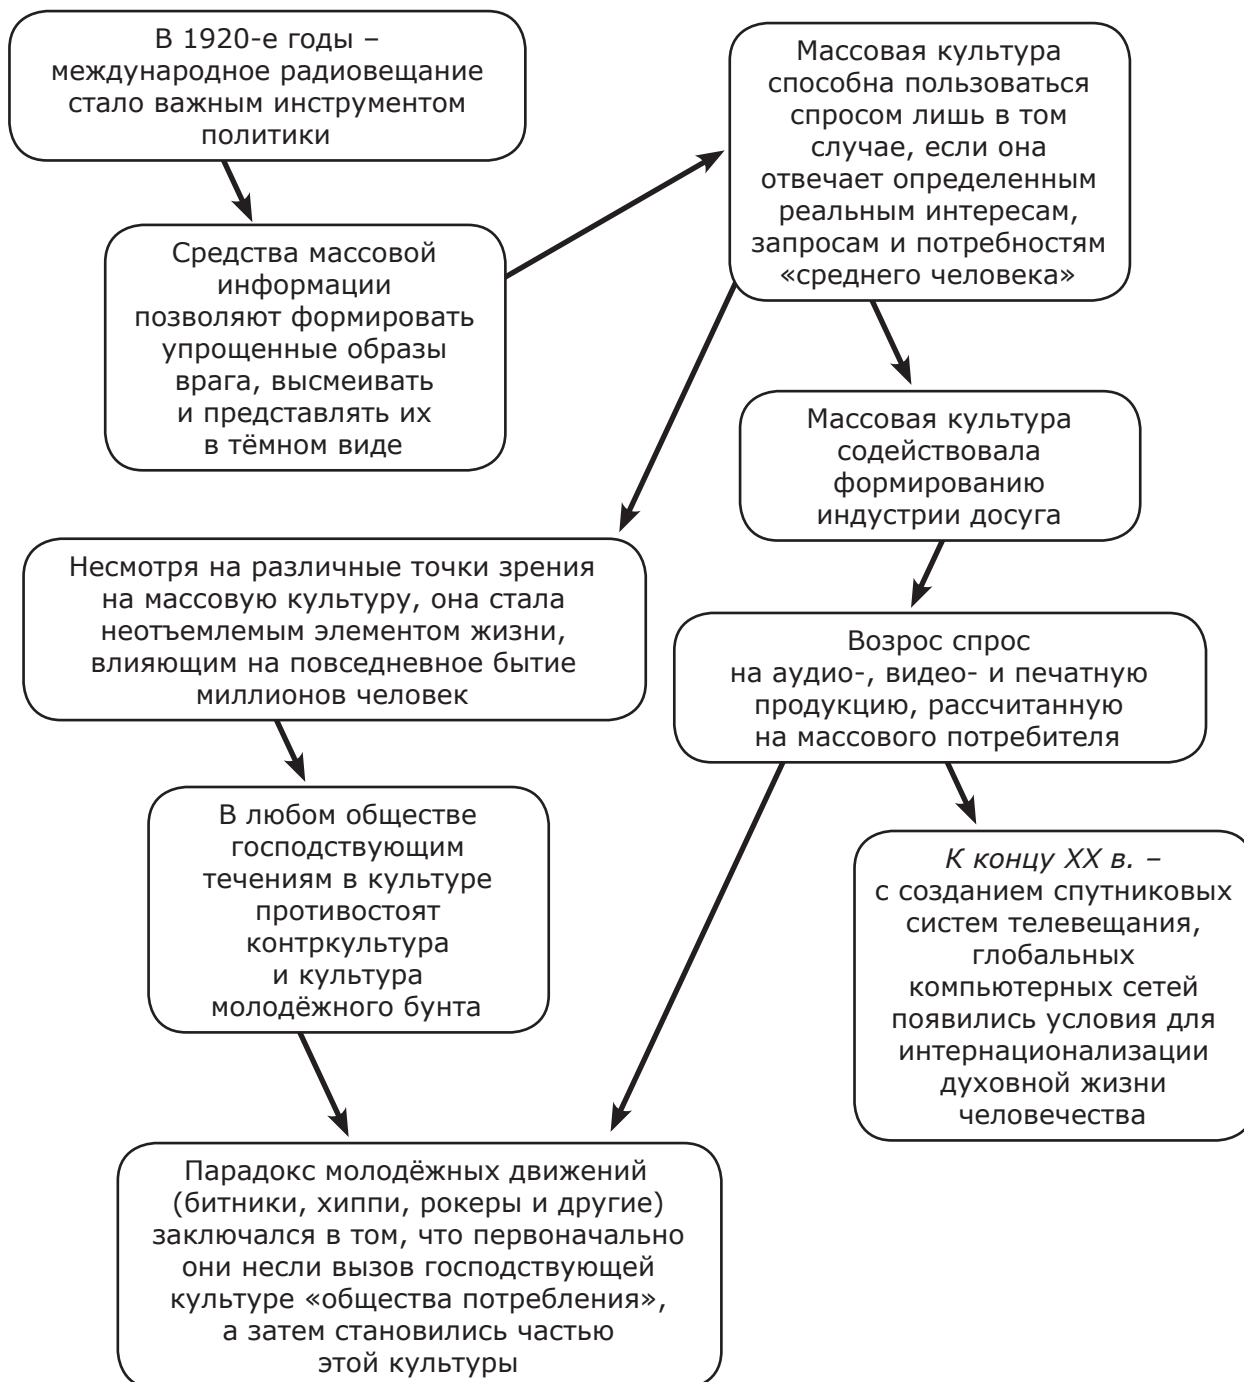 В 1920-е годы –
международное радиовещание
стало важным инструментом
политики
Массовая культура
способна пользоваться
спросом лишь в том
случае, если она
отвечает определенным
реальным интересам,
запросам и потребностям
«среднего человека»
Средства массовой
информации
позволяют формировать
упрощенные образы
врага, высмеивать
и представлять их
в тёмном виде
Массовая культура
содействовала
формированию
индустрии досуга
Несмотря на различные точки зрения
на массовую культуру, она стала
неотъемлемым элементом жизни,
влияющим на повседневное бытие
миллионов человек
Возрос спрос
на аудио-, видео- и печатную
продукцию, рассчитанную
на массового потребителя
В любом обществе
господствующим
течениям в культуре
противостоят
контркультура
и культура
молодёжного бунта
К концу XX в. –
с созданием спутниковых
систем телевещания,
глобальных
компьютерных сетей
появились условия для
интернационализации
духовной жизни
человечества
Парадокс молодёжных движений
(битники, хиппи, рокеры и другие)
заключался в том, что первоначально
они несли вызов господствующей
культуре «общества потребления»,
а затем становились частью
этой культуры